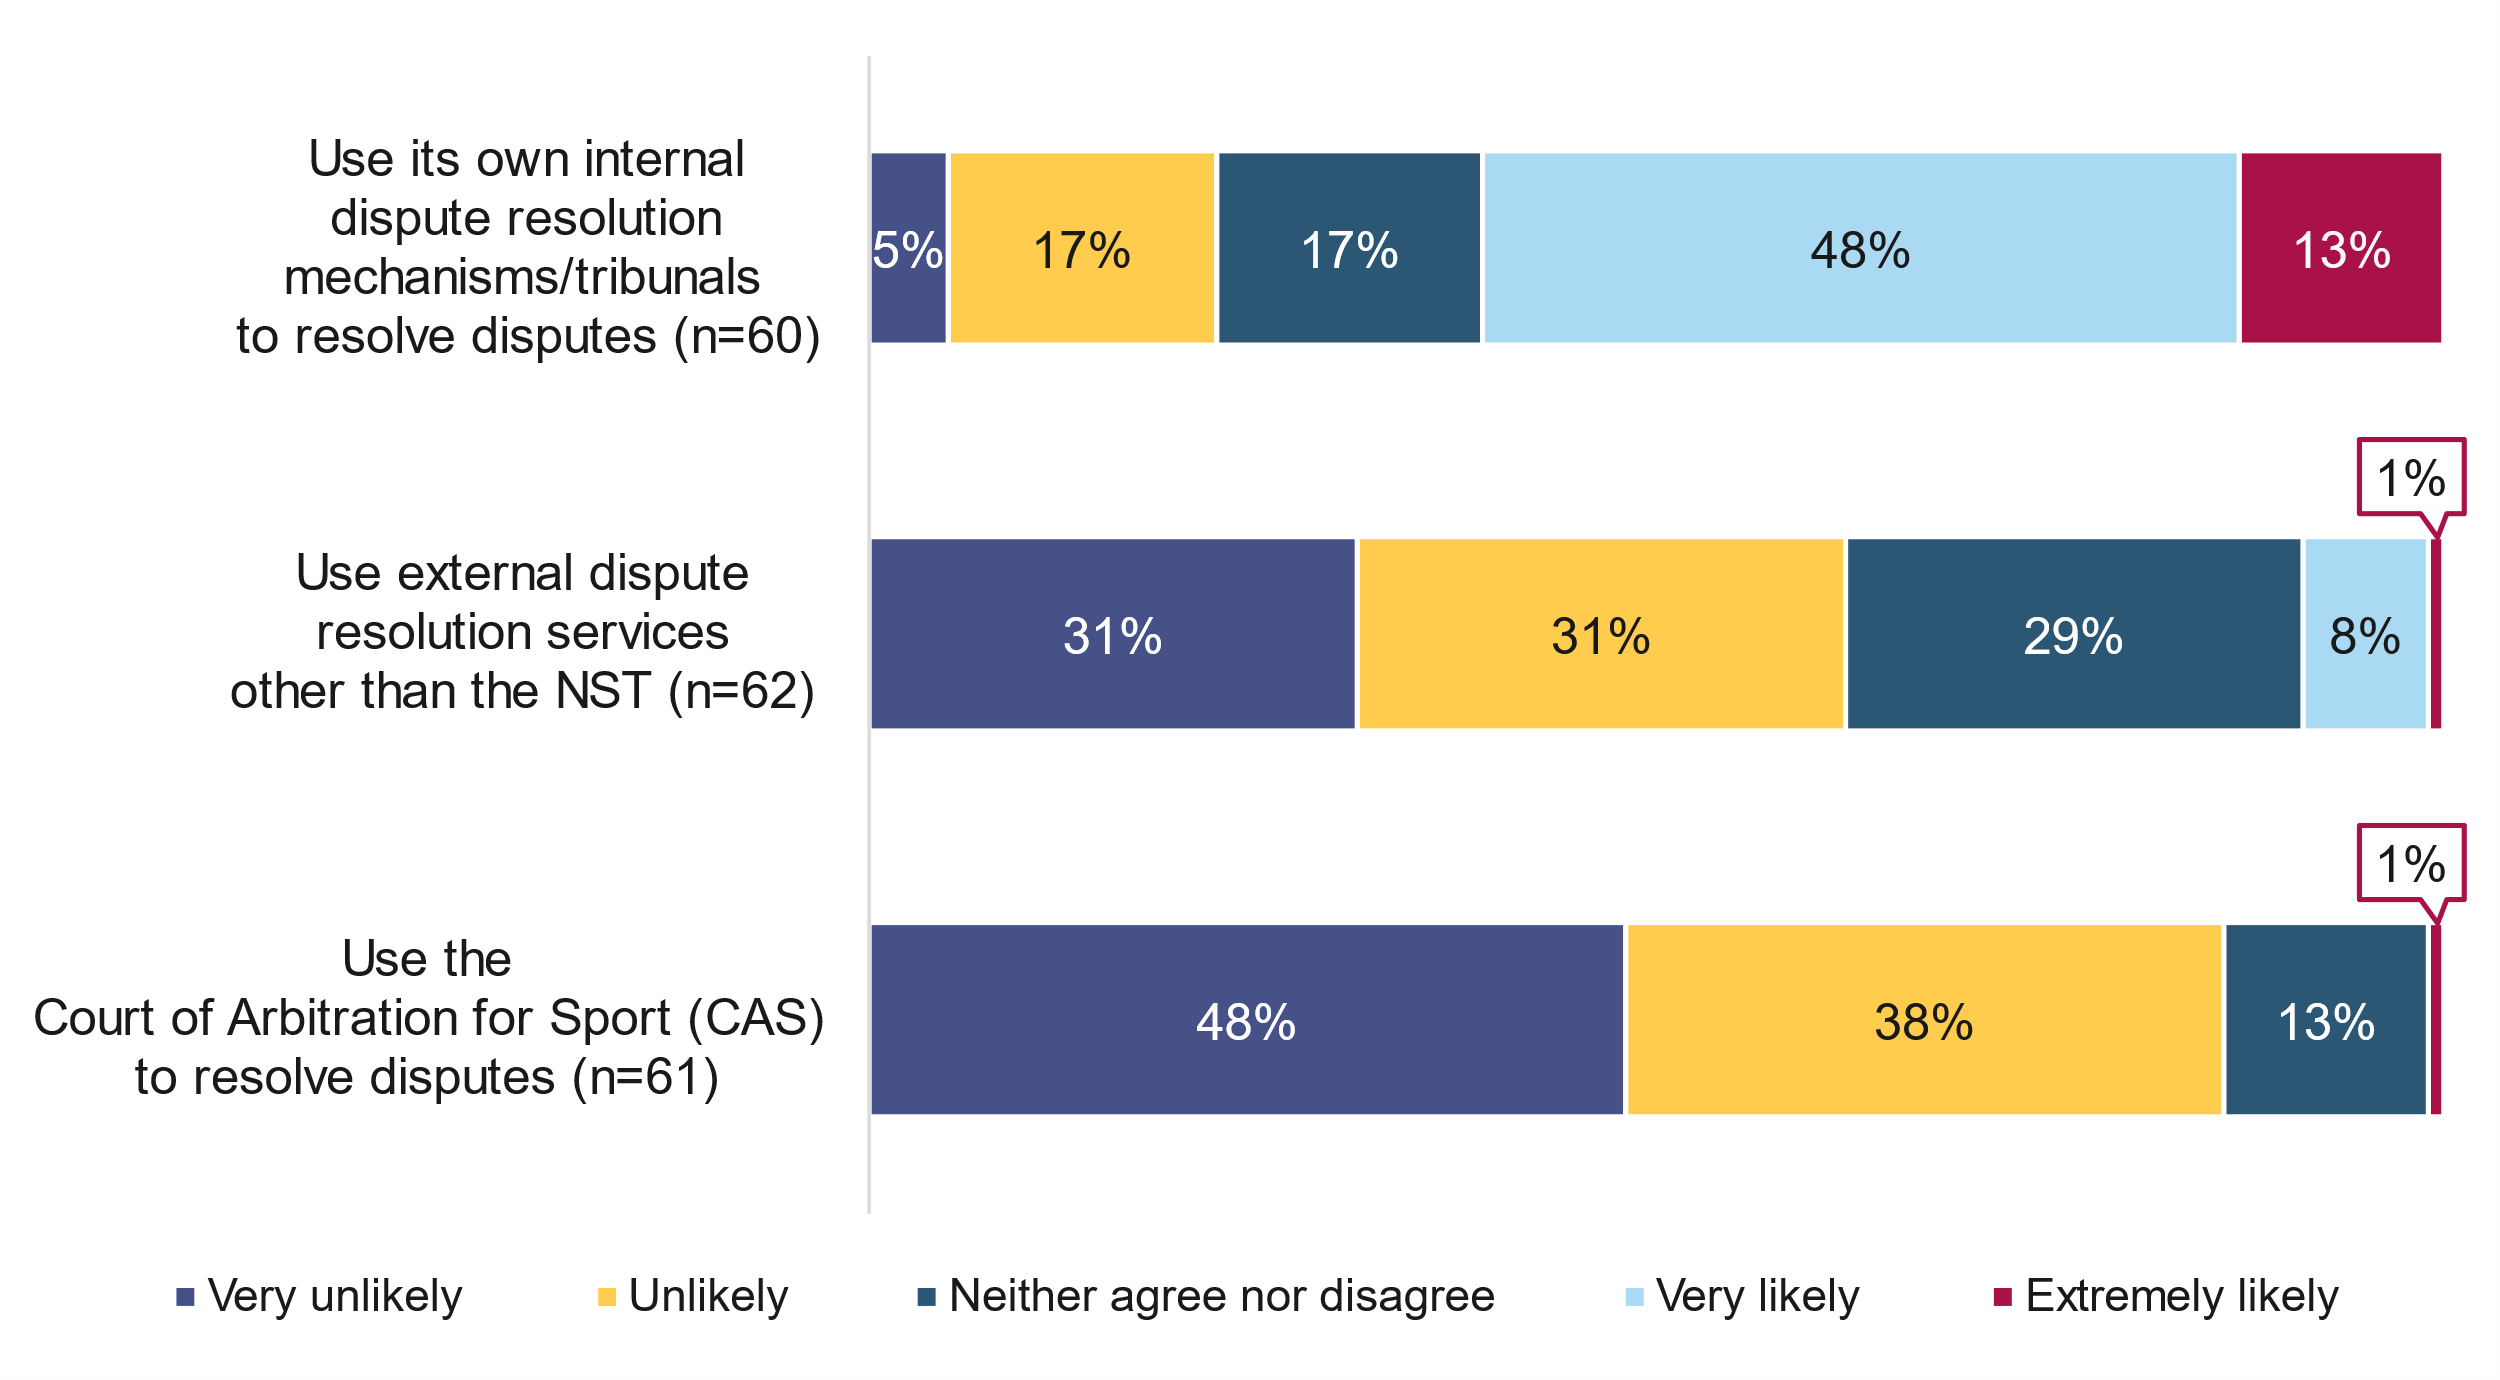 Use its own internal
dispute resolution
mechanisms/tribunals
to resolve disputes (n=60)
5% 17% 17% 48% 13%
1%
Use external dispute
resolution services
other than the NST (n=62)
31% 31% 29% 8%
1%
Use the
Court of Arbitration for Sport (CAS)
to resolve disputes (n=61)
48% 38% 13%
Very unlikely Unlikely Neither agree nor disagree Very likely Extremely likely